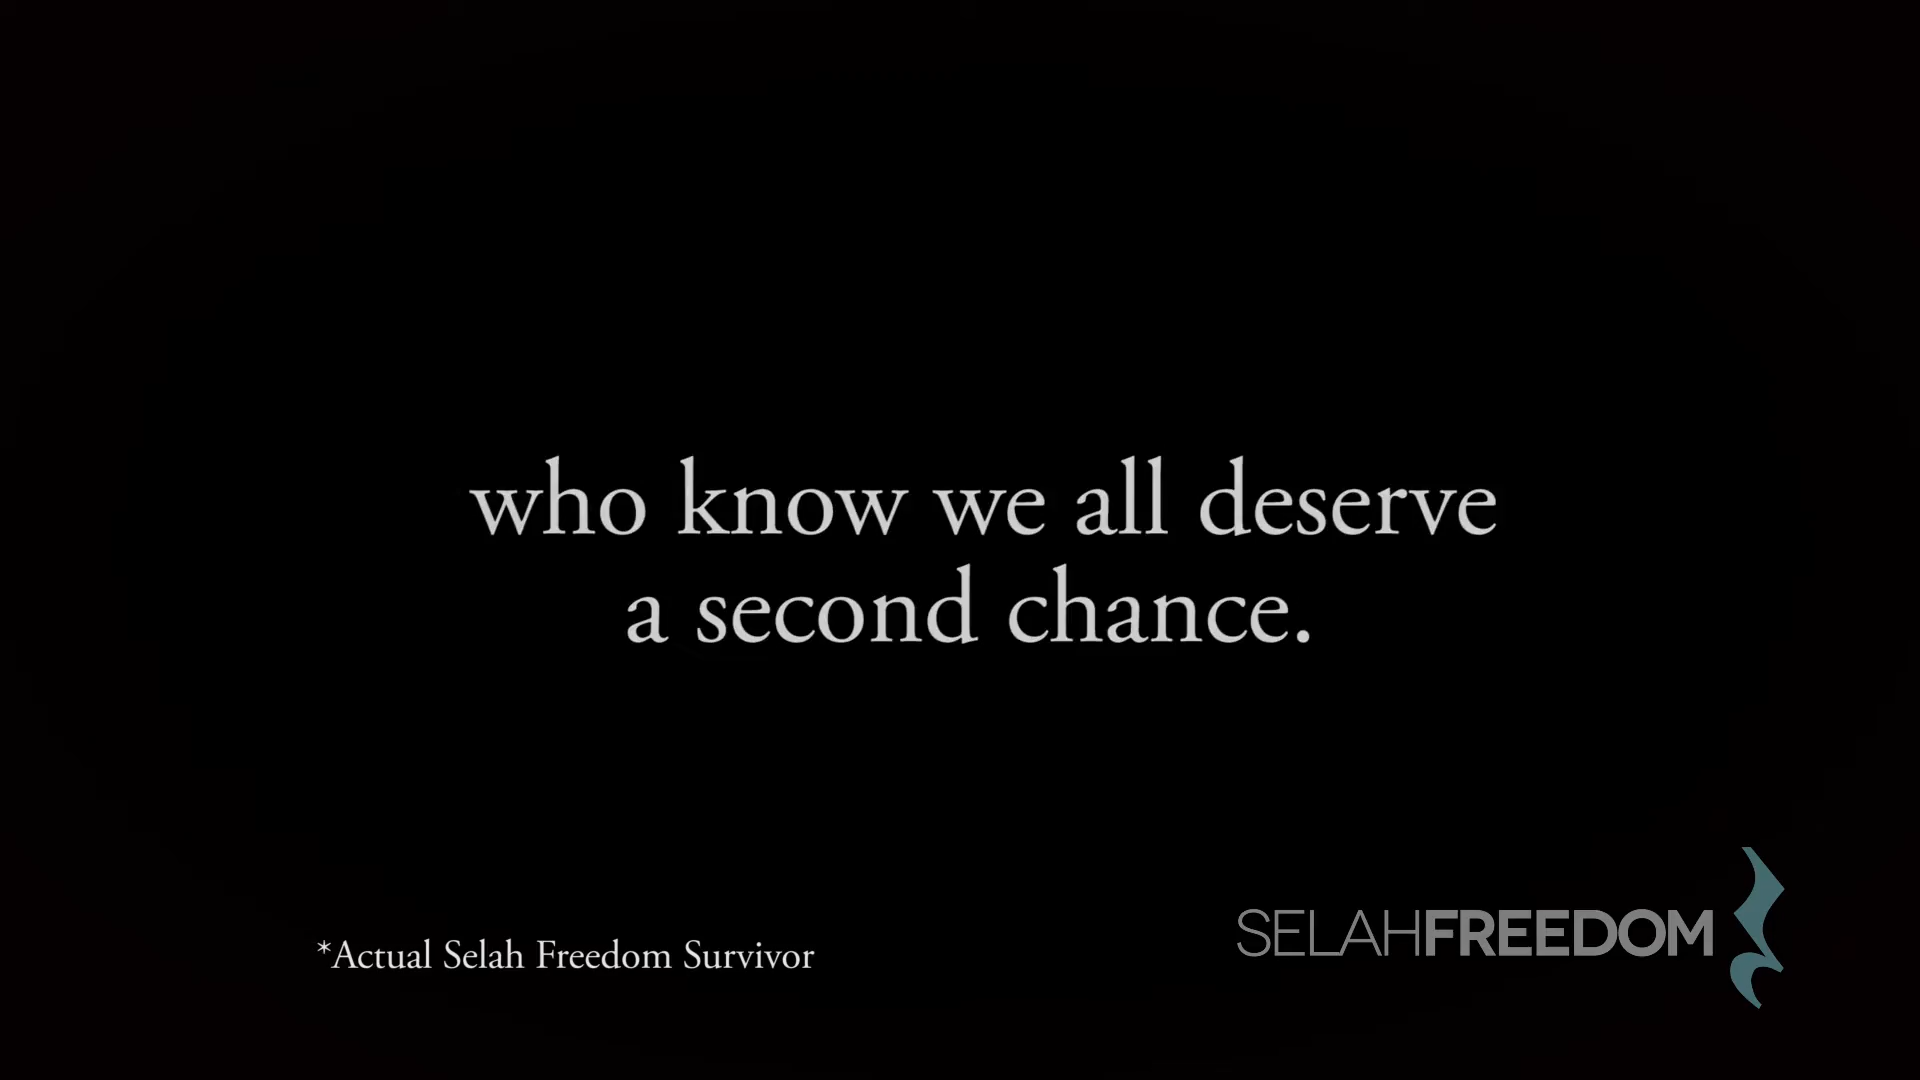 who know we all deserve
a second chance.
*Actual Selah Freedom Survivor
SELAHFREEDOM